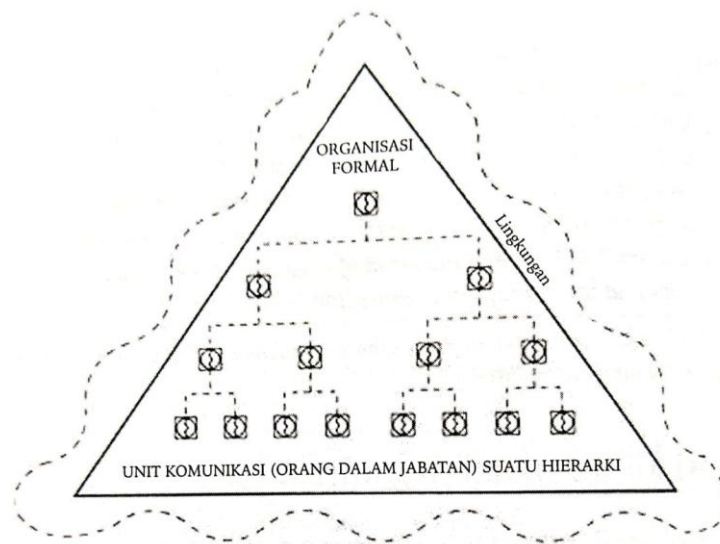 ORGANISASI
FORMAL
Lingkungan
UNIT KOMUNIKASI (ORANG DALAM JABATAN) SUATU HIERARKI